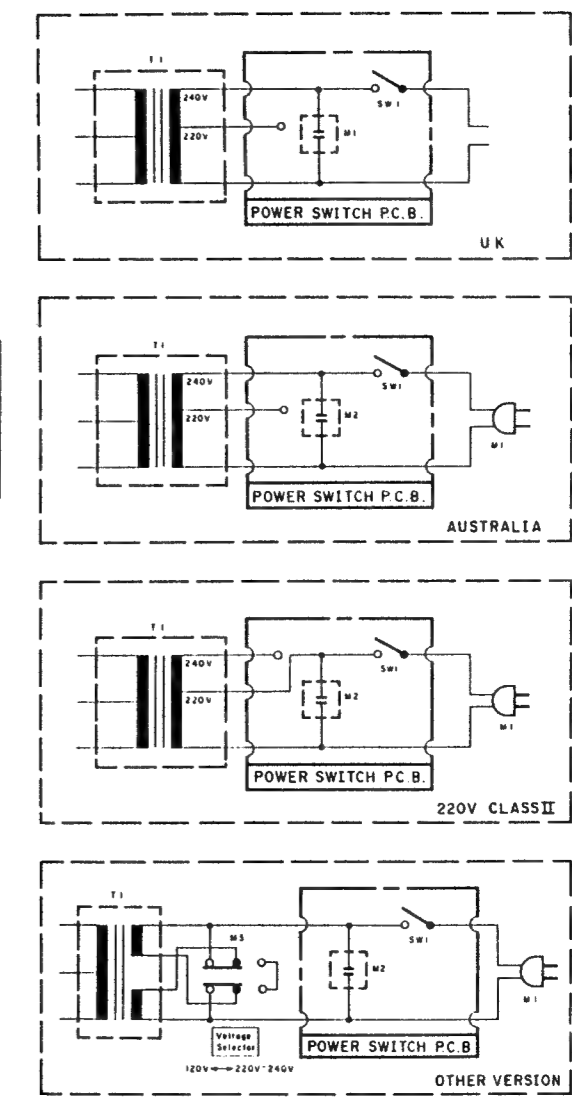 T1
240V
SW1
220V
M1
POWER SWITCH P.C.B.
UK
T1
240V
SW1
220V
M2
M1
POWER SWITCH P.C.B.
AUSTRALIA
T1
240V
SW1
220V
M2
M1
POWER SWITCH P.C.B.
220V CLASS II
T1
M3
SW1
M2
M1
Voltage
Selector
POWER SWITCH P.C.B
120V ↔ 220V~240V
OTHER VERSION